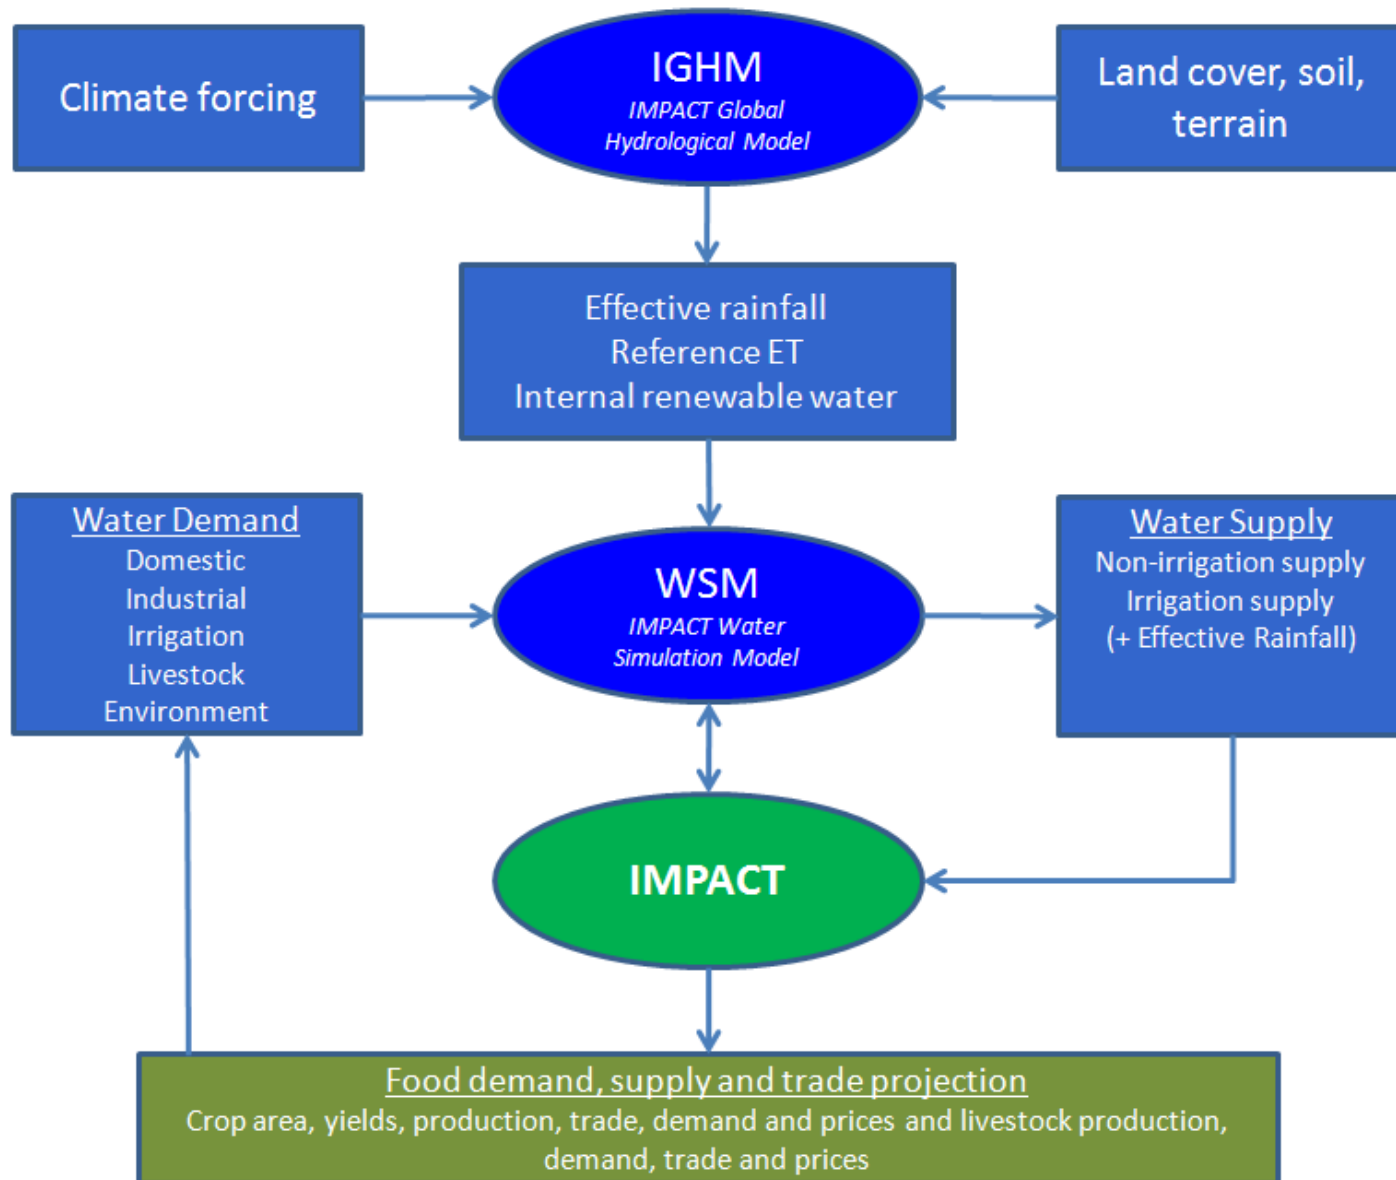 Climate forcing
IGHM
IMPACT Global
Hydrological Model
Land cover, soil,
terrain
Effective rainfall
Reference ET
Internal renewable water
Water Demand
Domestic
Industrial
Irrigation
Livestock
Environment
WSM
IMPACT Water
Simulation Model
Water Supply
Non-irrigation supply
Irrigation supply
(+ Effective Rainfall)
IMPACT
Food demand, supply and trade projection
Crop area, yields, production, trade, demand and prices and livestock production,
demand, trade and prices